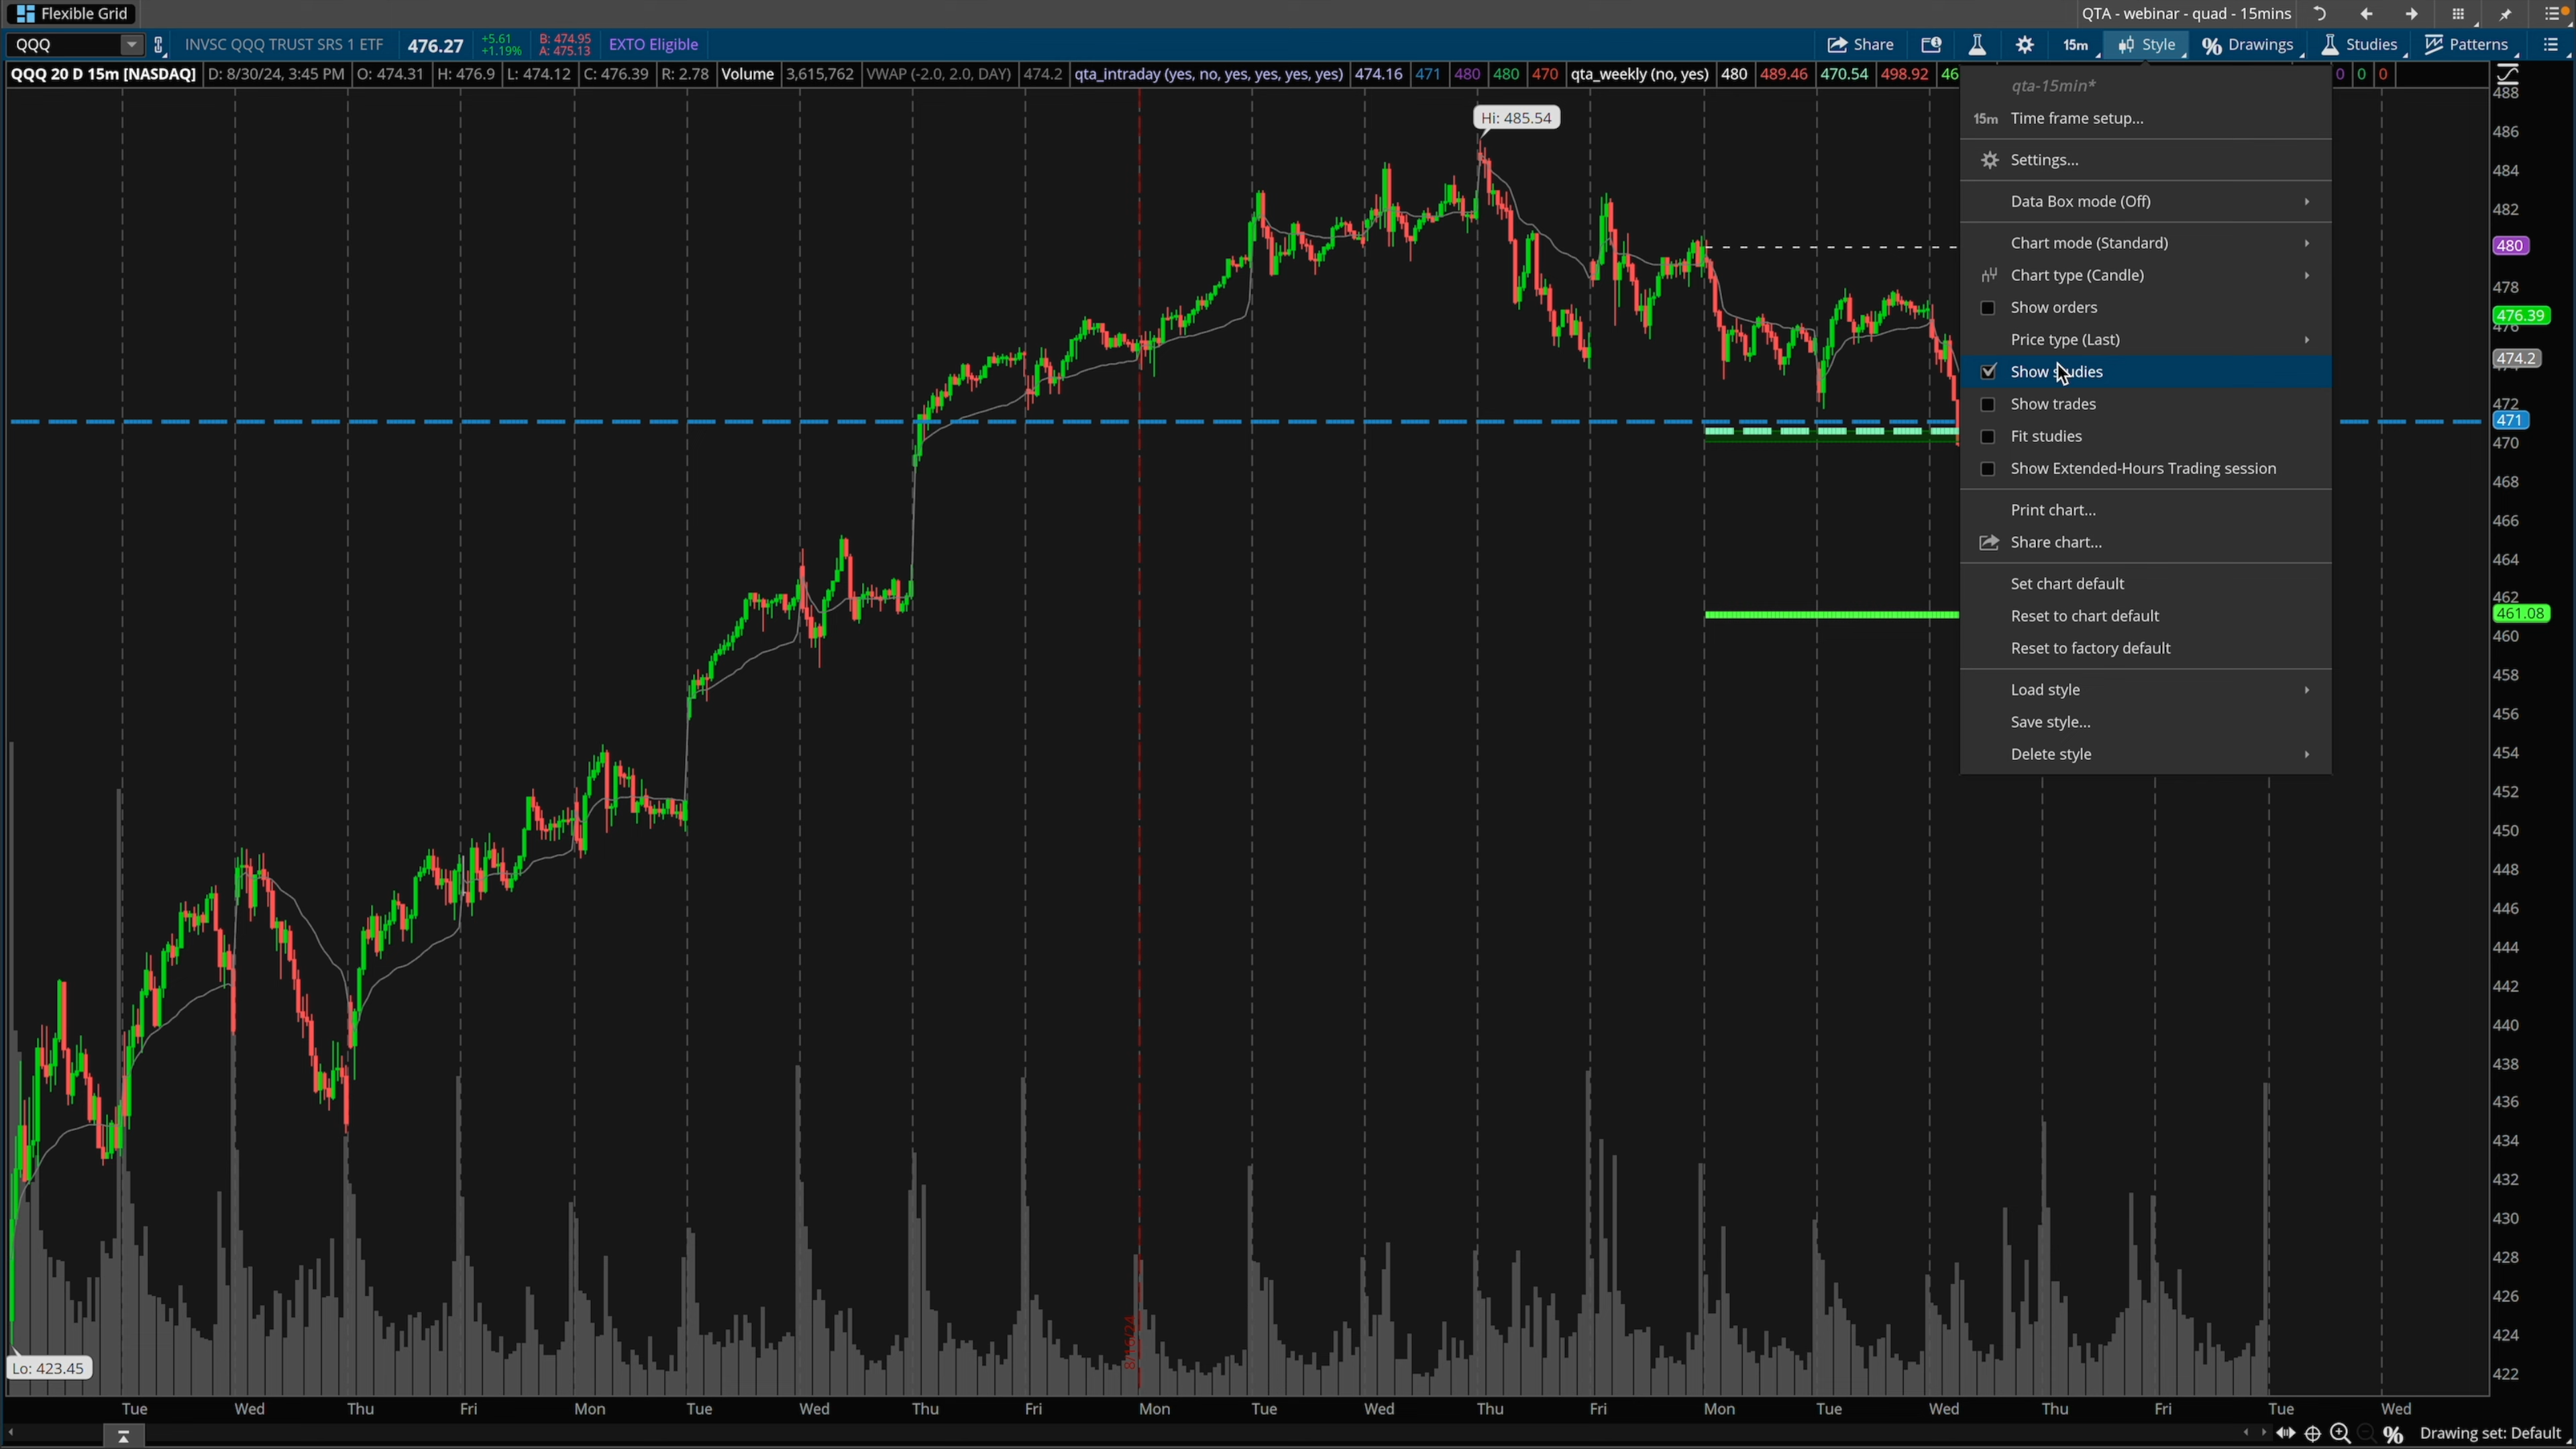 Flexible Grid
QTA - webinar - quad - 15mins
QQQ
INVSC QQQ TRUST SRS 1 ETF
476.27
+5.61
+1.19%
B: 474.95
A: 475.13
EXTO Eligible
Share
15m
Style
Drawings
Studies
Patterns
QQQ 20 D 15m [NASDAQ]
D: 8/30/24, 3:45 PM
O: 474.31
H: 476.9
L: 474.12
C: 476.39
R: 2.78
Volume
3,615,762
VWAP (-2.0, 2.0, DAY)
474.2
qta_intraday (yes, no, yes, yes, yes, yes)
474.16
471
480
480
470
qta_weekly (no, yes)
480
489.46
470.54
498.92
46
0
0
0
qta-15min*
15m Time frame setup...
Settings...
Data Box mode (Off)
Chart mode (Standard)
Chart type (Candle)
Show orders
Price type (Last)
Show studies
Show trades
Fit studies
Show Extended-Hours Trading session
Print chart...
Share chart...
Set chart default
Reset to chart default
Reset to factory default
Load style
Save style...
Delete style
Hi: 485.54
Lo: 423.45
488
486
484
482
480
478
476.39
476
474.2
472
471
470
468
466
464
462
461.08
460
458
456
454
452
450
448
446
444
442
440
438
436
434
432
430
428
426
424
422
Tue
Wed
Thu
Fri
Mon
Tue
Wed
Thu
Fri
Mon
Tue
Wed
Thu
Fri
Mon
Tue
Wed
Thu
Fri
Tue
Wed
Drawing set: Default